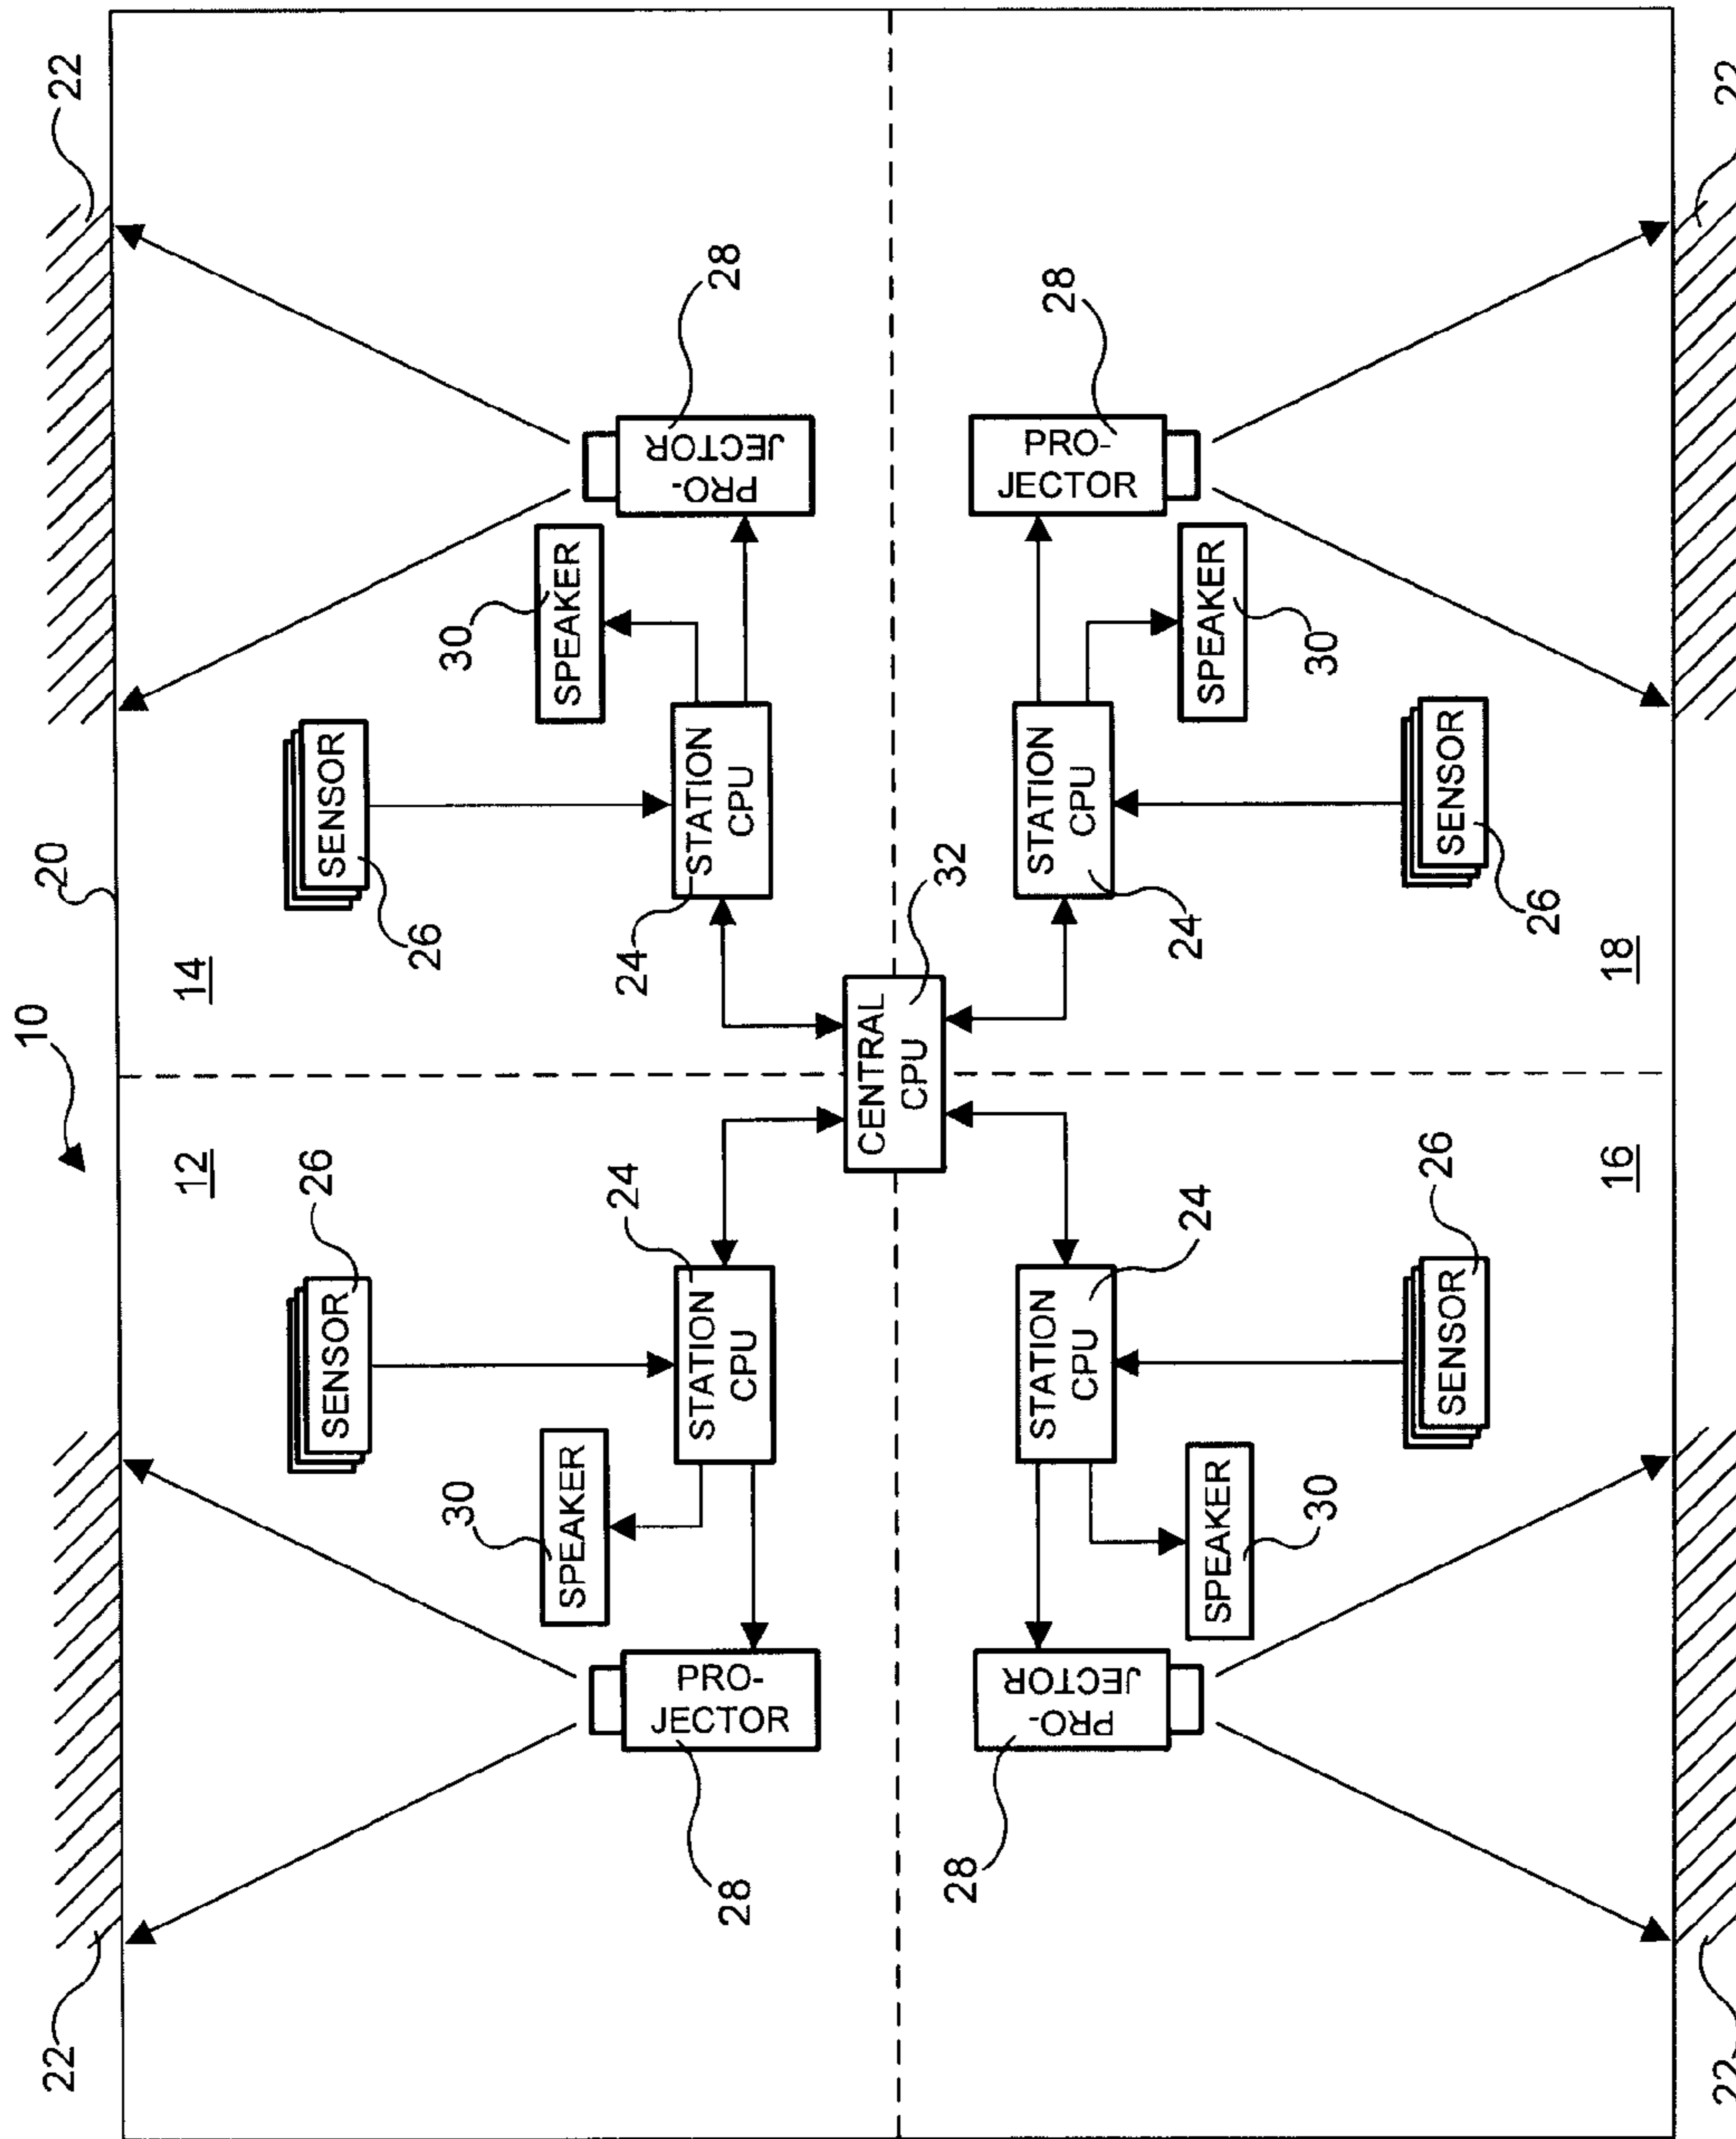 10
22
20
22
12
14
26
SENSOR
SENSOR
26
30
SPEAKER
24
30
SPEAKER
STATION
CPU
24
STATION
CPU
PRO-
JECTOR
28
PRO-
JECTOR
28
CENTRAL
CPU
32
28
PRO-
JECTOR
STATION
CPU
24
STATION
CPU
24
PRO-
JECTOR
28
SPEAKER
30
SPEAKER
30
SENSOR
26
SENSOR
26
16
18
22
22